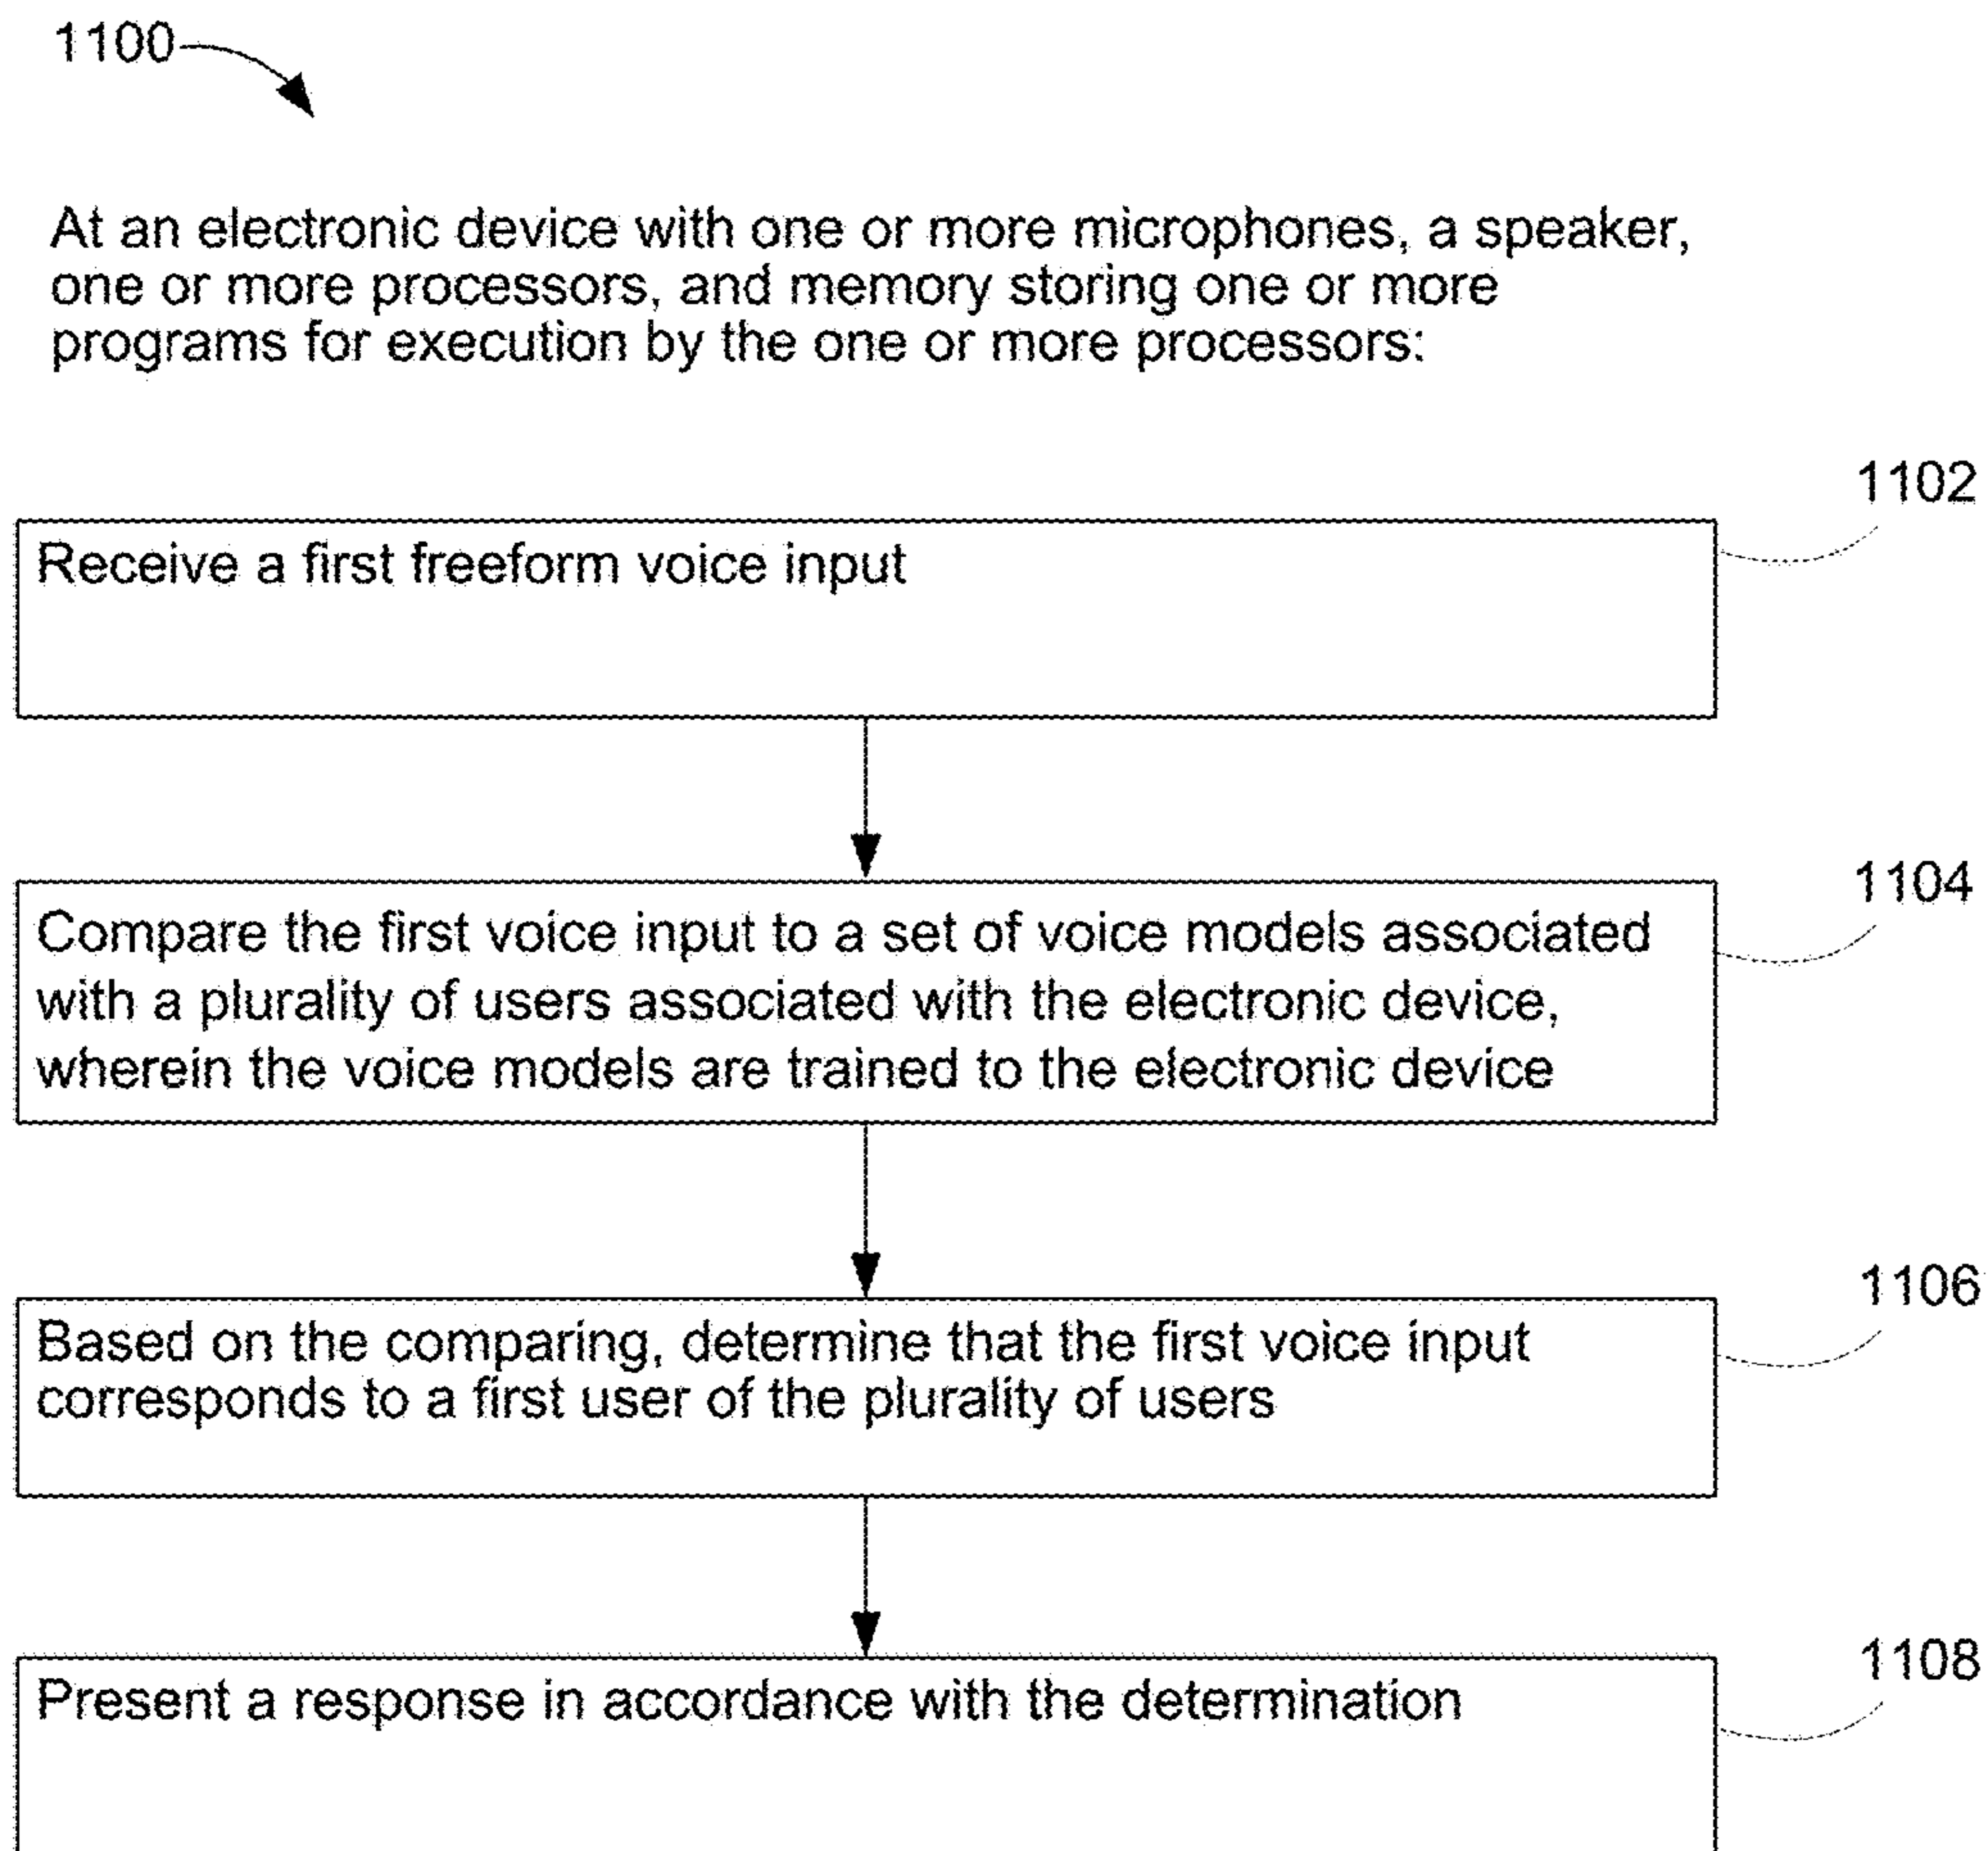 1100
At an electronic device with one or more microphones, a speaker,
one or more processors, and memory storing one or more
programs for execution by the one or more processors:
1102
Receive a first freeform voice input
1104
Compare the first voice input to a set of voice models associated
with a plurality of users associated with the electronic device,
wherein the voice models are trained to the electronic device
1106
Based on the comparing, determine that the first voice input
corresponds to a first user of the plurality of users
1108
Present a response in accordance with the determination